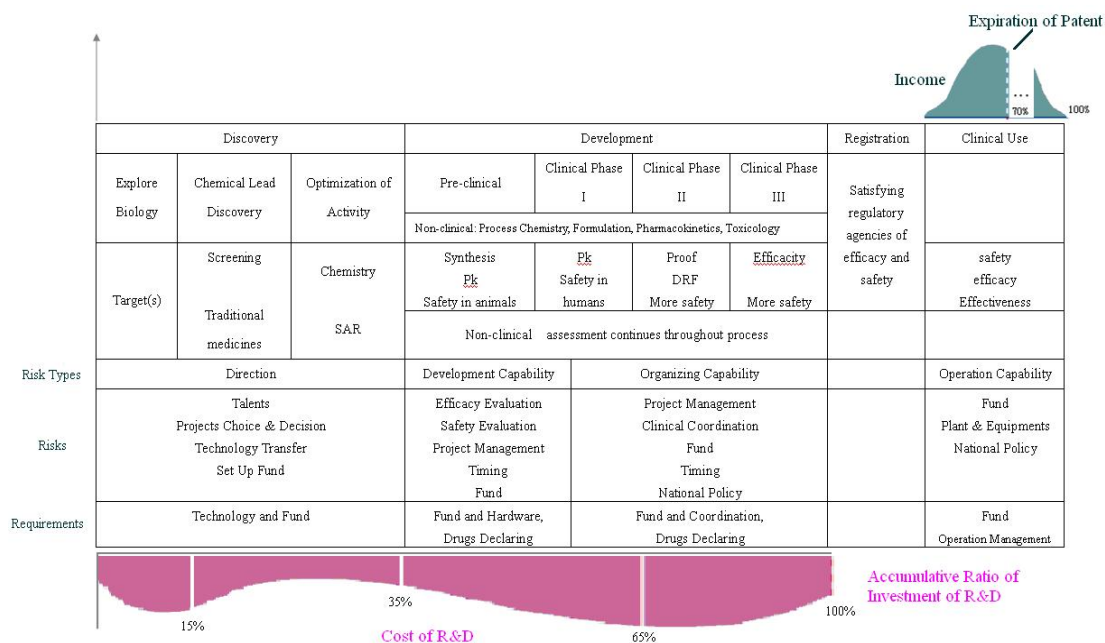 Expiration of Patent
Income
...
70%
100%
Discovery
Development
Registration
Clinical Use
Explore
Biology
Chemical Lead
Discovery
Optimization of
Activity
Pre-clinical
Clinical Phase
I
Clinical Phase
II
Clinical Phase
III
Satisfying
regulatory
agencies of
efficacy and
safety
Non-clinical: Process Chemistry, Formulation, Pharmacokinetics, Toxicology
Target(s)
Screening
Traditional
medicines
Chemistry
SAR
Synthesis
Pk
Safety in animals
Pk
Safety in
humans
Proof
DRF
More safety
Efficacity
More safety
safety
efficacy
Effectiveness
Non-clinical assessment continues throughout process
Risk Types
Direction
Development Capability
Organizing Capability
Operation Capability
Risks
Talents
Projects Choice & Decision
Technology Transfer
Set Up Fund
Efficacy Evaluation
Safety Evaluation
Project Management
Timing
Fund
Project Management
Clinical Coordination
Fund
Timing
National Policy
Fund
Plant & Equipments
National Policy
Requirements
Technology and Fund
Fund and Hardware,
Drugs Declaring
Fund and Coordination,
Drugs Declaring
Fund
Operation Management
15%
35%
65%
100%
Cost of R&D
Accumulative Ratio of
Investment of R&D